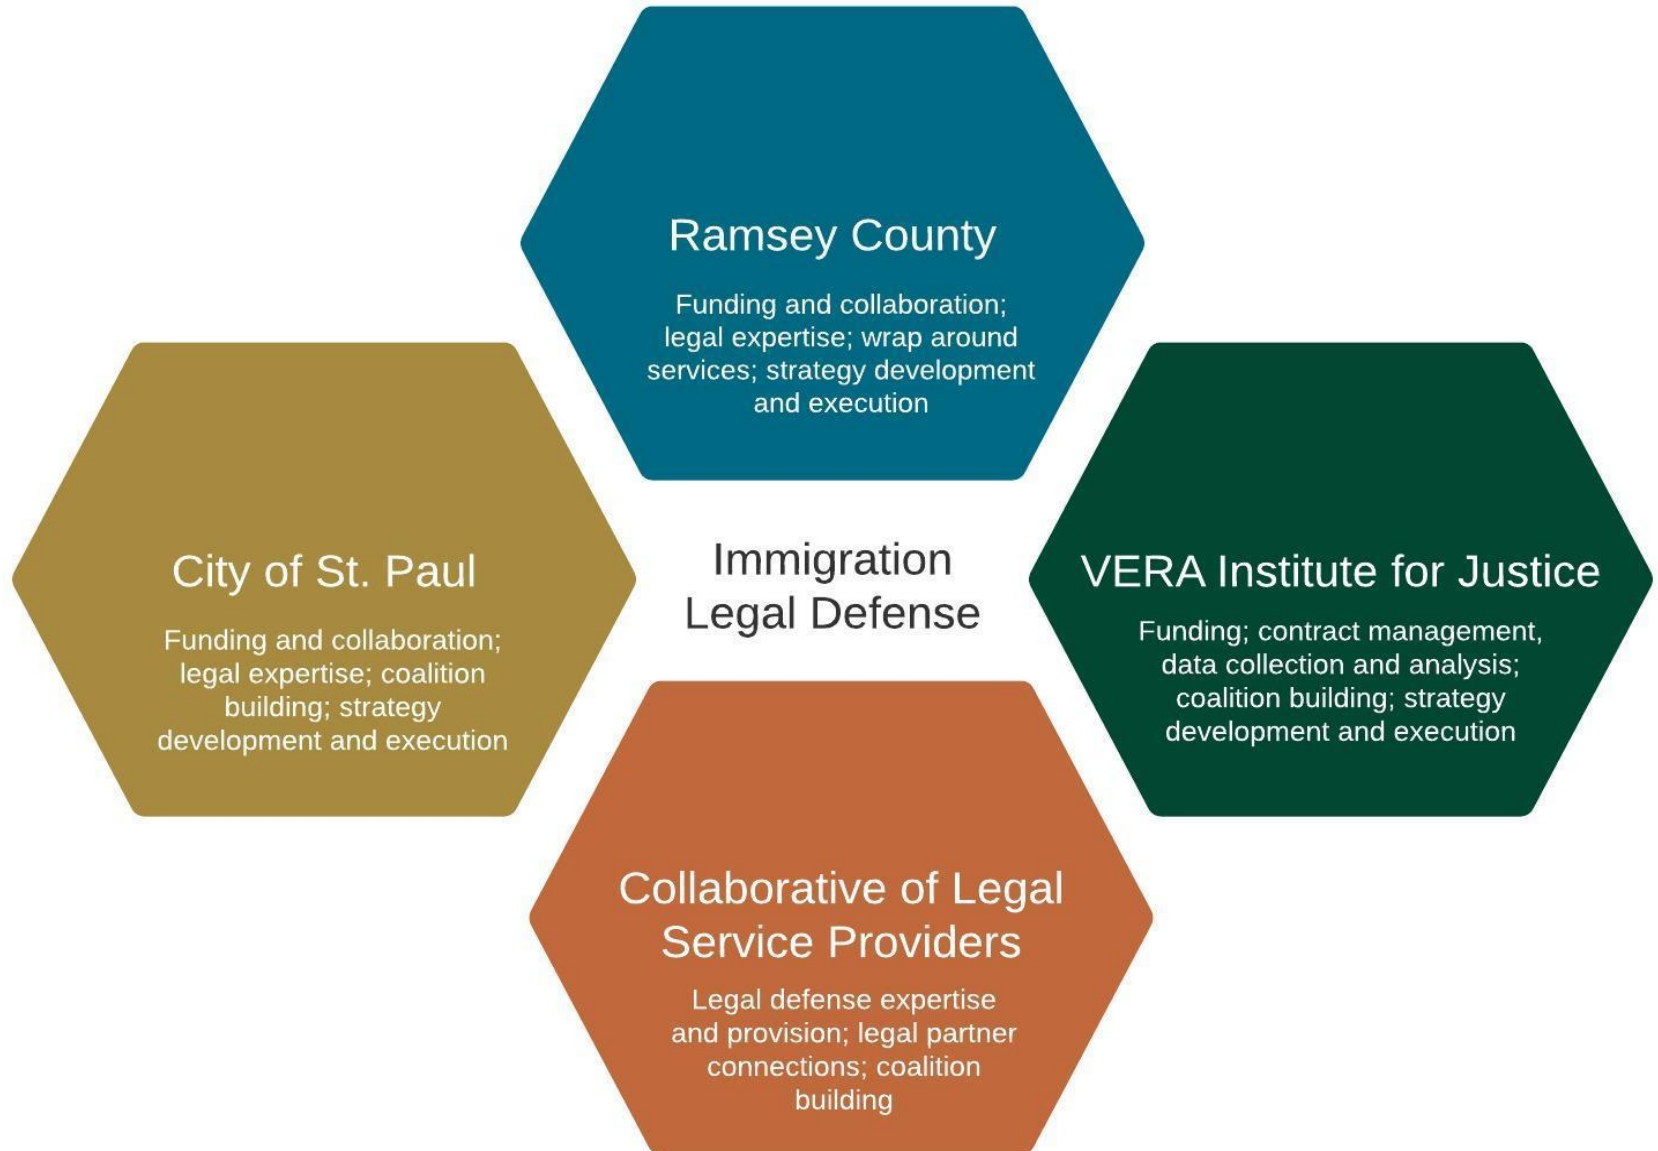 Ramsey County
Funding and collaboration;
legal expertise; wrap around
services; strategy development
and execution
City of St. Paul
Funding and collaboration;
legal expertise; coalition
building; strategy
development and execution
Immigration
Legal Defense
VERA Institute for Justice
Funding; contract management,
data collection and analysis;
coalition building; strategy
development and execution
Collaborative of Legal
Service Providers
Legal defense expertise
and provision; legal partner
connections; coalition
building